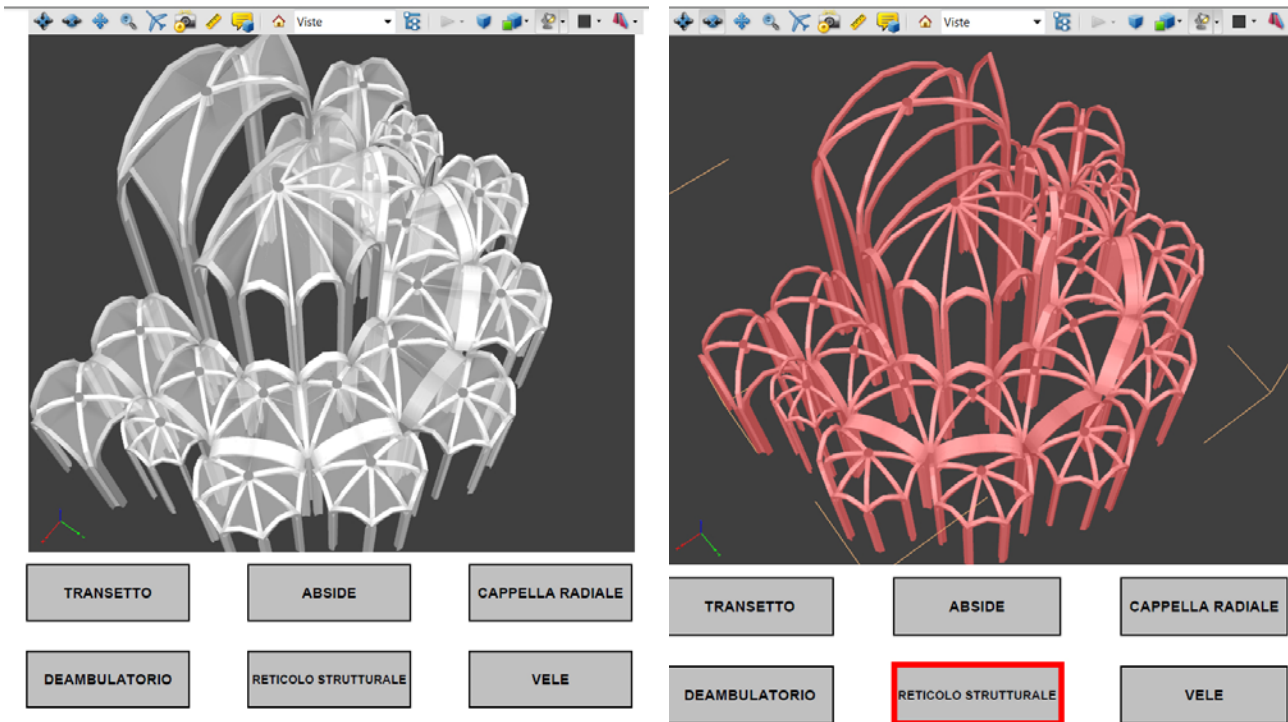 Viste
TRANSETTO
ABSIDE
CAPPELLA RADIALE
DEAMBULATORIO
RETICOLO STRUTTURALE
VELE
Viste
TRANSETTO
ABSIDE
CAPPELLA RADIALE
DEAMBULATORIO
RETICOLO STRUTTURALE
VELE